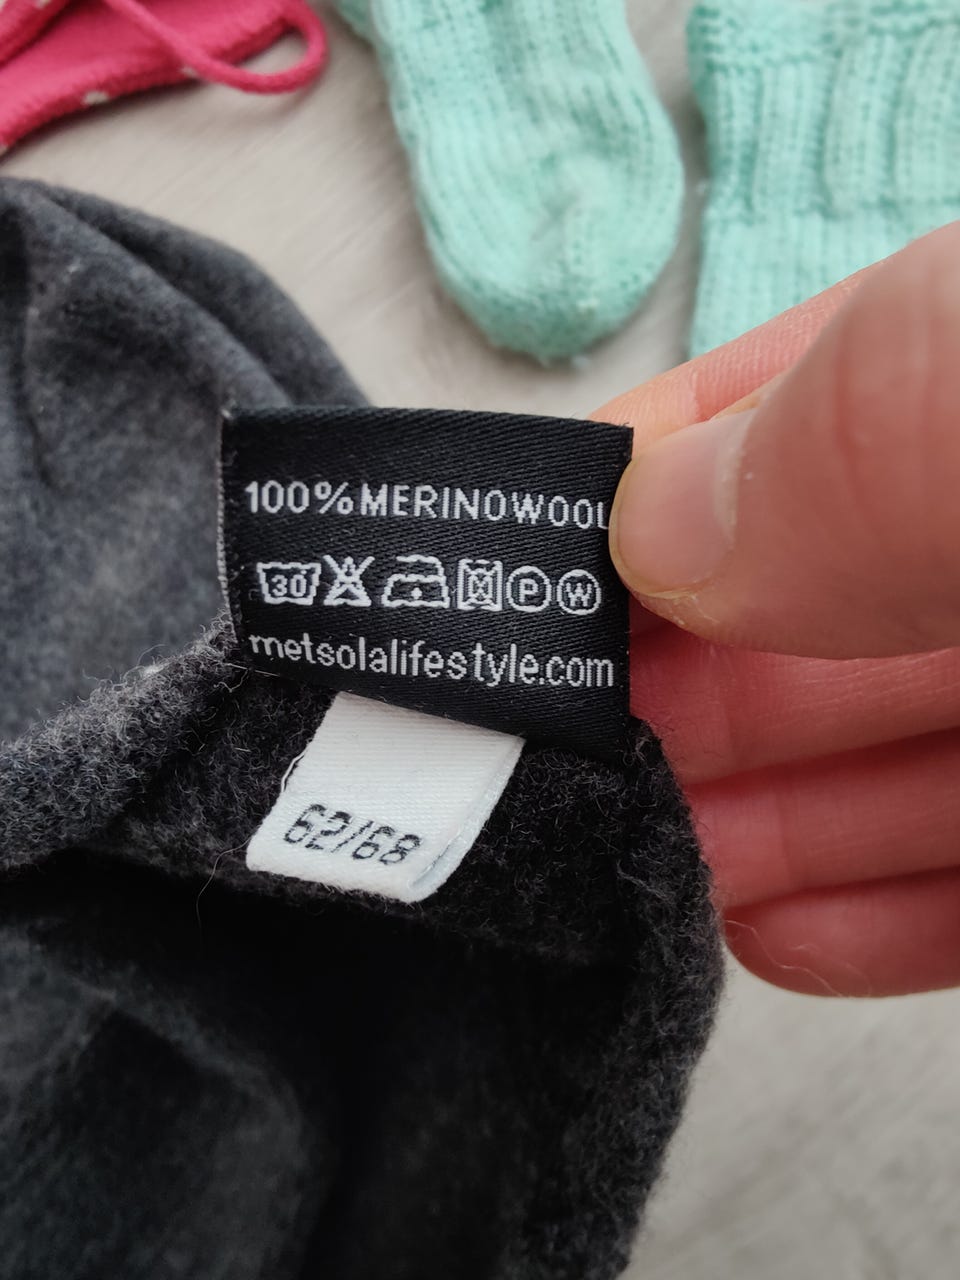 100% MERINOWOOL
30 P W
metsolalifestyle.com
62/68